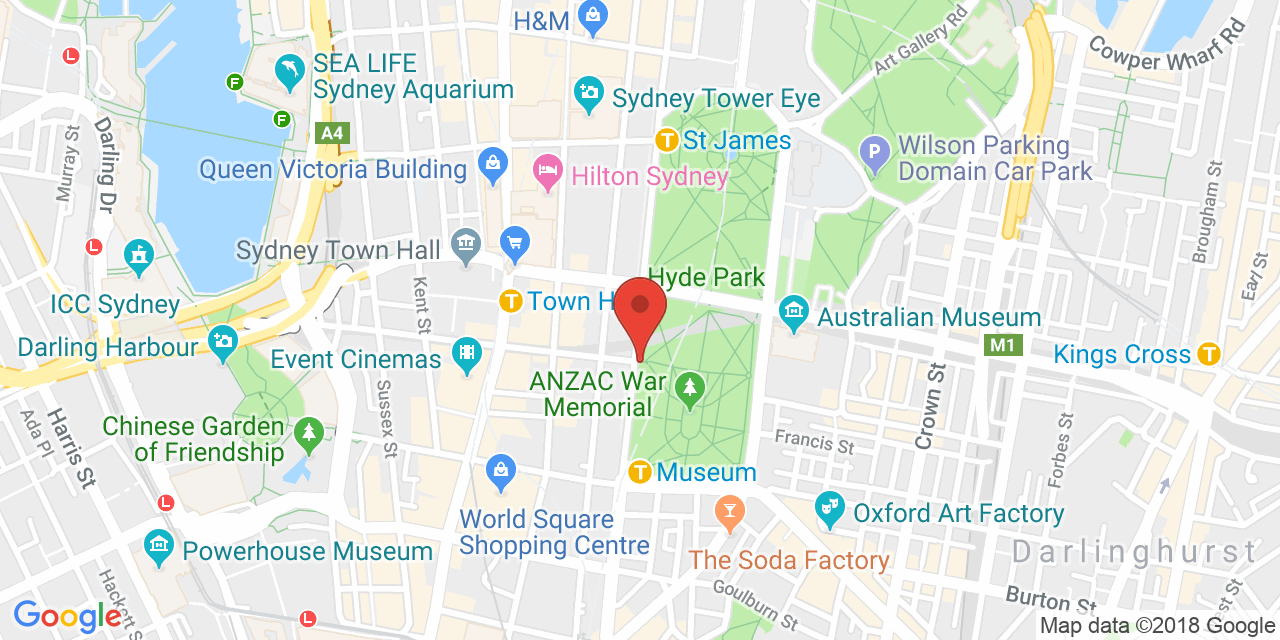 H&M
Art Gallery Rd
Cowper Wharf Rd
SEA LIFE
Sydney Aquarium
F
F
L
Murray St
Darling Dr
A4
Sydney Tower Eye
T
St James
Queen Victoria Building
Hilton Sydney
P
Wilson Parking
Domain Car Park
Brougham St
Earl St
L
Sydney Town Hall
ICC Sydney
Kent St
T
Town H
Hyde Park
Australian Museum
M1
Kings Cross
T
Darling Harbour
Event Cinemas
ANZAC War
Memorial
Crown St
Sussex St
Harris St
Ada Pl
Chinese Garden
of Friendship
Francis St
Forbes St
T
Museum
L
World Square
Shopping Centre
Oxford Art Factory
Powerhouse Museum
The Soda Factory
Darlinghurst
Hackett S
Goulburn St
Burton St
est St
L
Google
Map data ©2018 Google